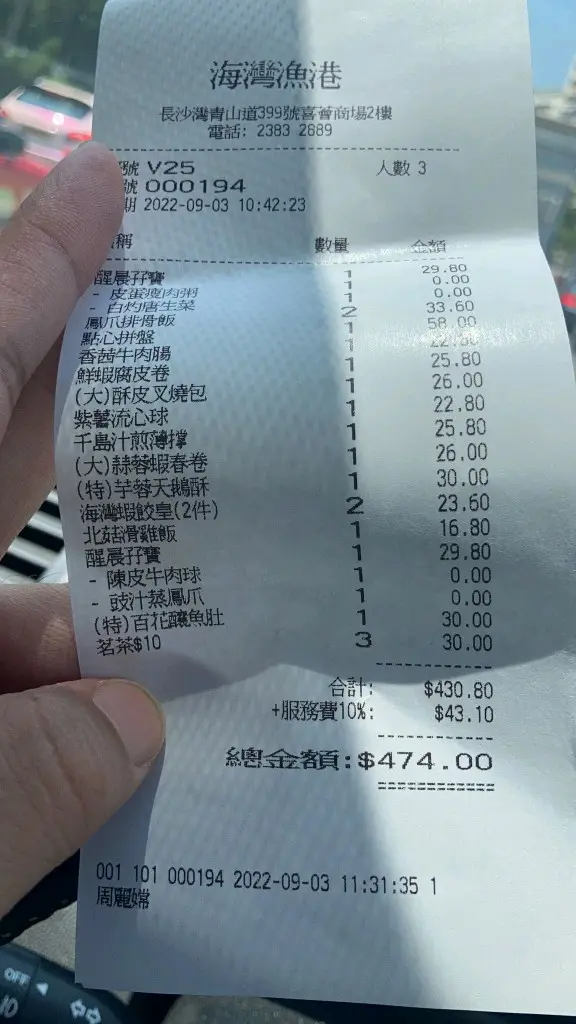 海灣漁港
長沙灣青山道399號喜薈商場2樓
電話: 2383 2689
號 V25 人數 3
號 000194
期 2022-09-03 10:42:23
稱 數量 金額
醒晨孖寶 1 29.80
- 皮蛋瘦肉粥 1 0.00
- 白灼唐生菜 1 0.00
鳳爪排骨飯 2 33.60
點心拼盤 1 58.00
香茜牛肉腸 1 22.80
鮮蝦腐皮卷 1 25.80
(大)酥皮叉燒包 1 26.00
紫薯流心球 1 22.80
千島汁煎薄撐 1 25.80
(大)蒜蓉蝦春卷 1 26.00
(特)芋蓉天鵝酥 1 30.00
海灣蝦餃皇(2件) 2 23.60
北菇滑雞飯 1 16.80
醒晨孖寶 1 29.80
- 陳皮牛肉球 1 0.00
- 豉汁蒸鳳爪 1 0.00
(特)百花釀魚肚 1 30.00
茗茶$10 3 30.00
合計: $430.80
+服務費10%: $43.10
總金額:$474.00
001 101 000194 2022-09-03 11:31:35 1
周麗嫦
OFF